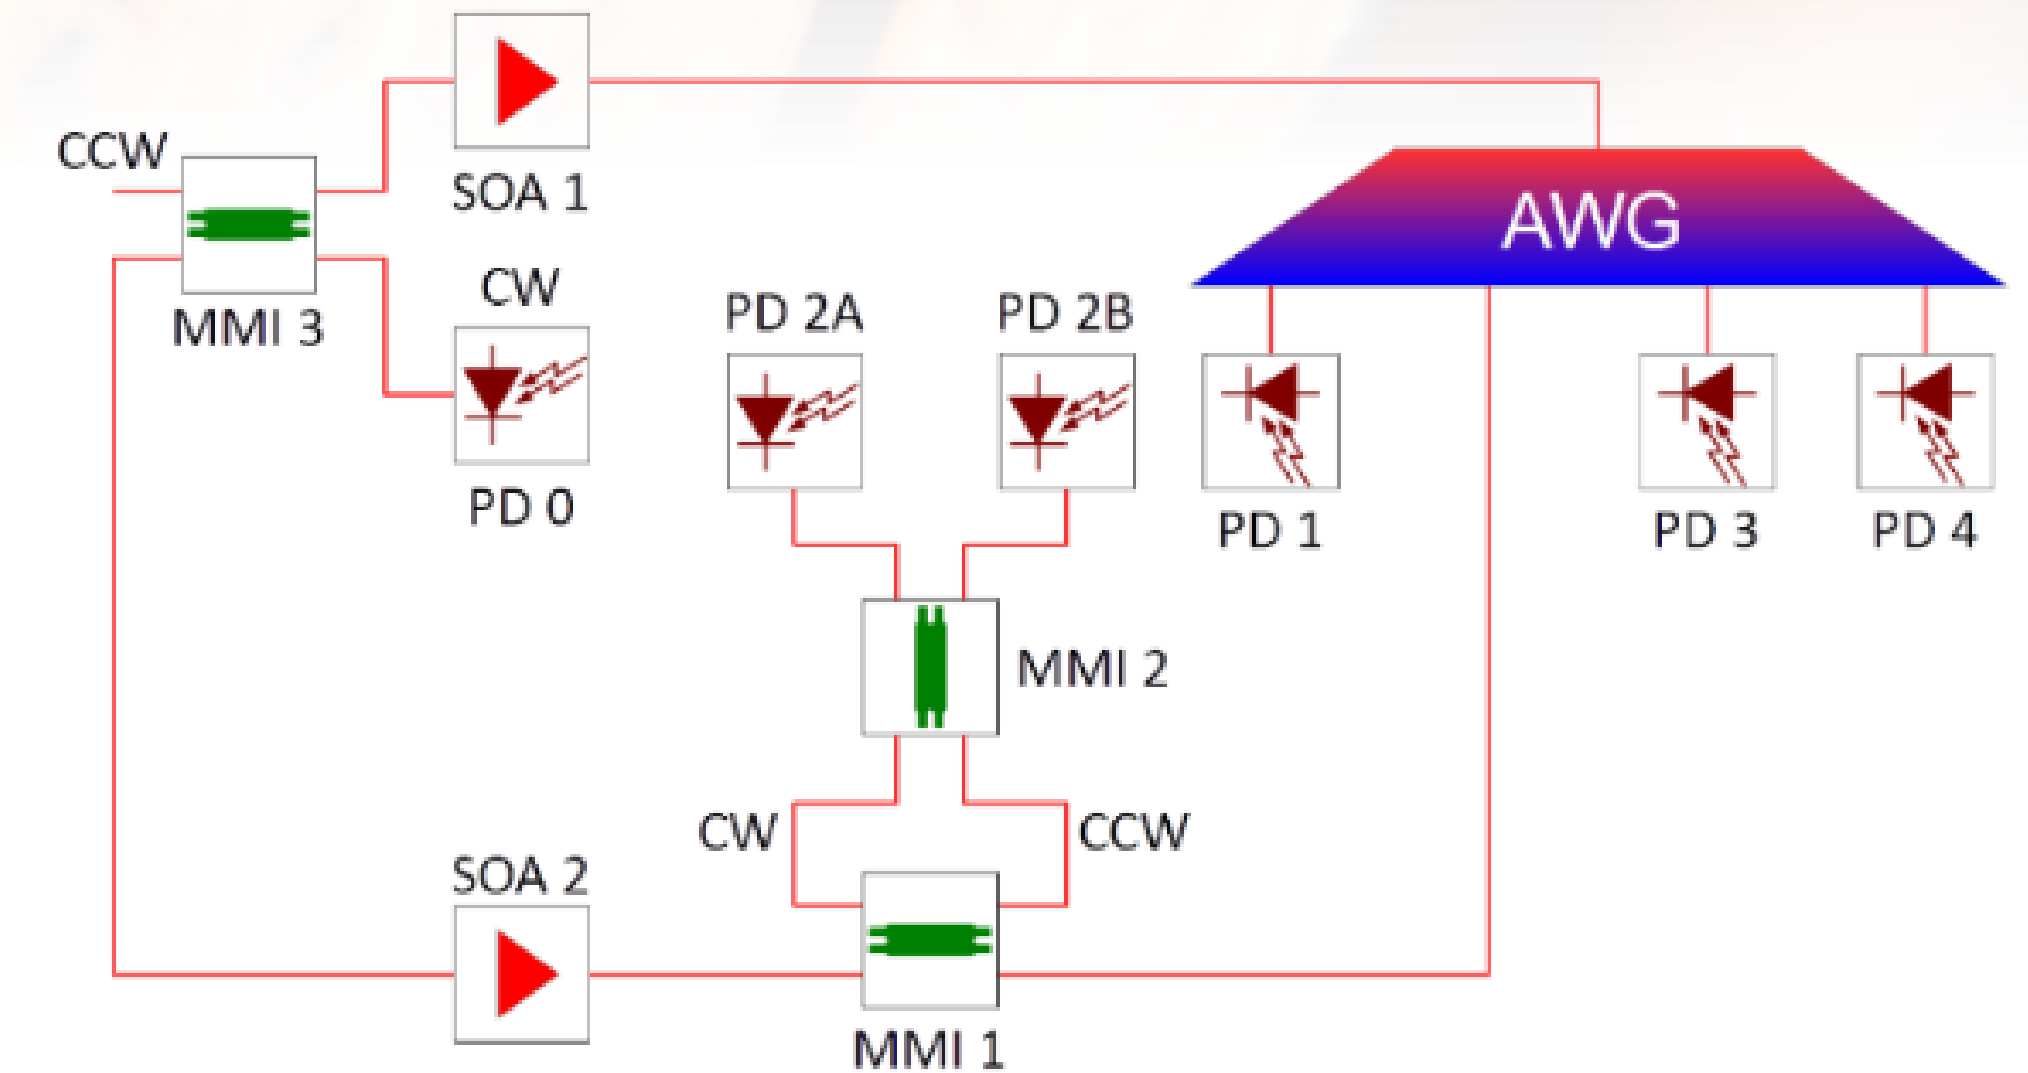 SOA 1
CCW
AWG
MMI 3
CW
PD 2A
PD 2B
PD 0
PD 1
PD 3
PD 4
MMI 2
CW
CCW
SOA 2
MMI 1